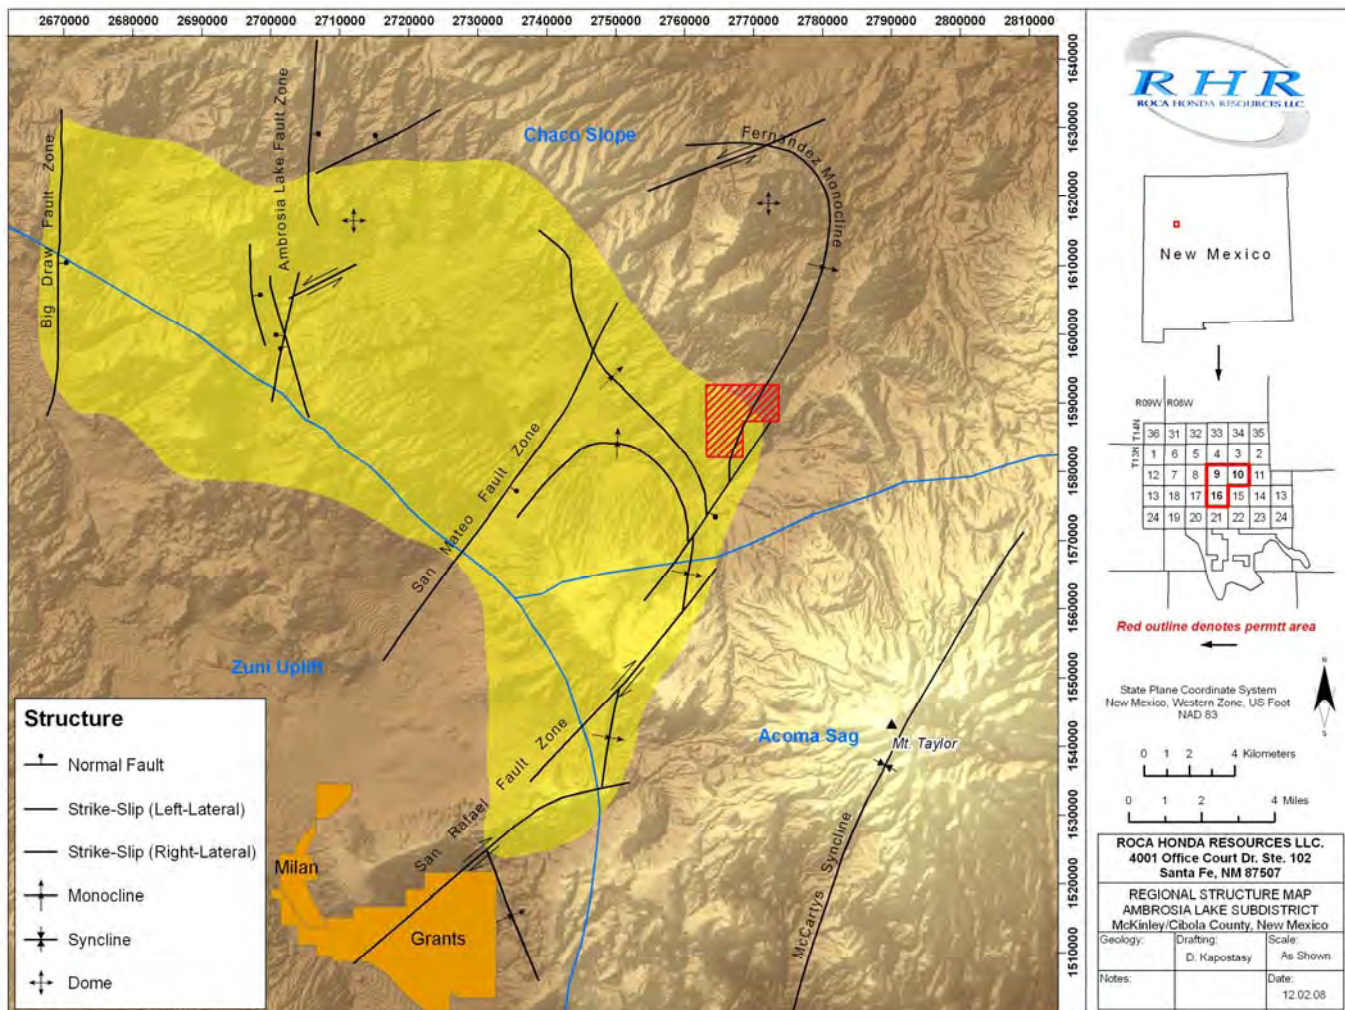 2670000 2680000 2690000 2700000 2710000 2720000 2730000 2740000 2750000 2760000 2770000 2780000 2790000 2800000 2810000
1640000
1630000
1620000
1610000
1600000
1590000
1580000
1570000
1560000
1550000
1540000
1530000
1520000
1510000
Big Draw Fault Zone
Ambrosia Lake Fault Zone
Chaco Slope
Fernandez Monocline
San Mateo Fault Zone
Zuni Uplift
San Rafael Fault Zone
Acoma Sag
Mt. Taylor
McCartys Syncline
Milan
Grants
Structure
Normal Fault
Strike-Slip (Left-Lateral)
Strike-Slip (Right-Lateral)
Monocline
Syncline
Dome
RHR
ROCA HONDA RESOURCES LLC.
New Mexico
R09W R08W
T14N
T13N
36 31 32 33 34 35
1 6 5 4 3 2
12 7 8 9 10 11
13 18 17 16 15 14 13
24 19 20 21 22 23 24
Red outline denotes permtt area
N
S
State Plane Coordinate System
New Mexico, Western Zone, US Foot
NAD 83
0 1 2 4 Kilometers
0 1 2 4 Miles
ROCA HONDA RESOURCES LLC.
4001 Office Court Dr. Ste. 102
Santa Fe, NM 87507
REGIONAL STRUCTURE MAP
AMBROSIA LAKE SUBDISTRICT
McKinley/Cibola County, New Mexico
Geology: Drafting: Scale:
D. Kapostasy As Shown
Notes: Date:
12.02.08